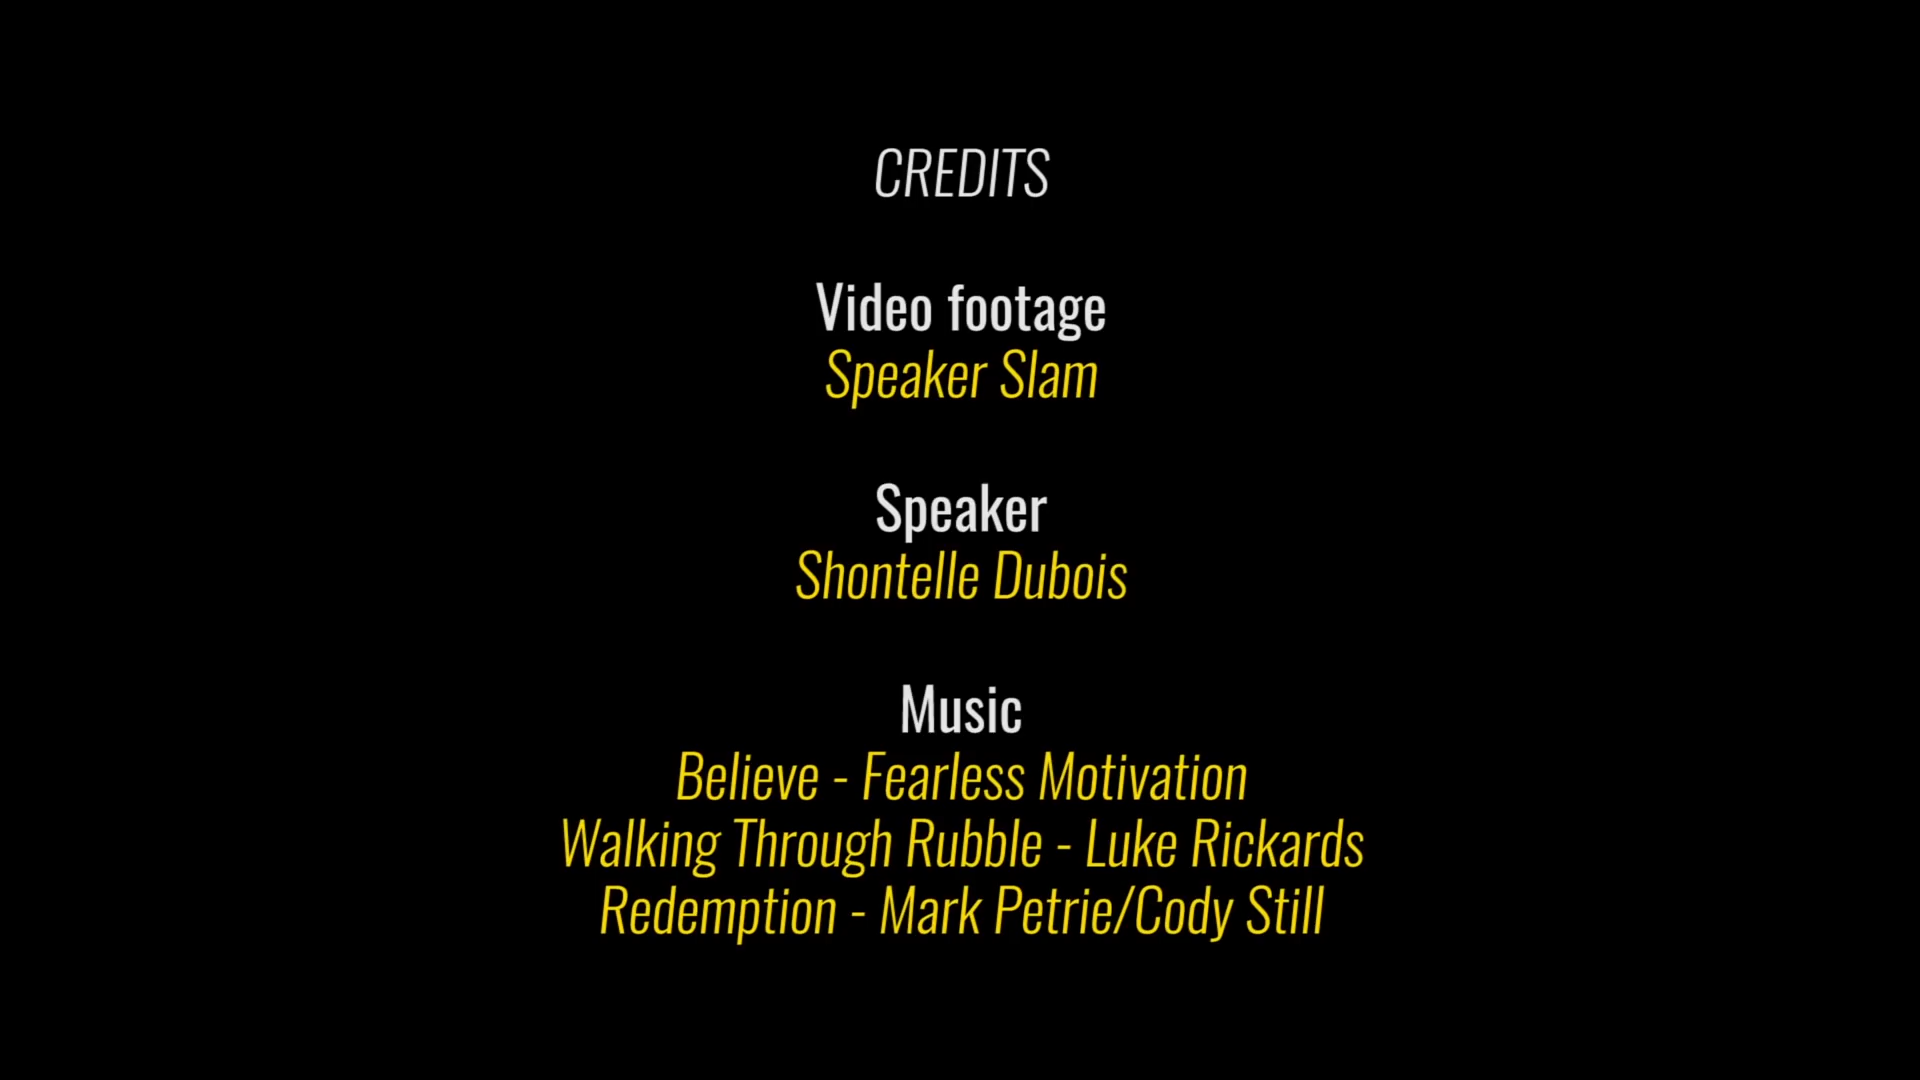 CREDITS
Video footage
Speaker Slam
Speaker
Shontelle Dubois
Music
Believe - Fearless Motivation
Walking Through Rubble - Luke Rickards
Redemption - Mark Petrie/Cody Still